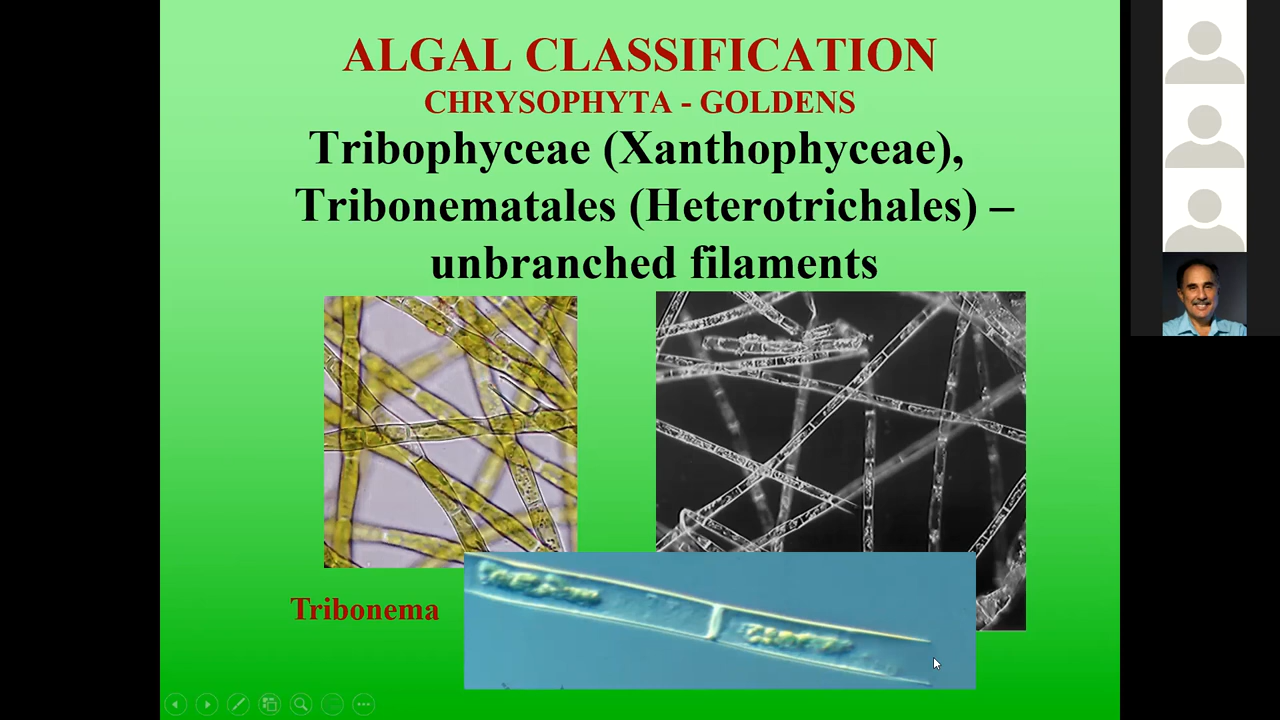 ALGAL CLASSIFICATION
CHRYSOPHYTA - GOLDENS
Tribophyceae (Xanthophyceae),
Tribonematales (Heterotrichales) –
unbranched filaments
Tribonema